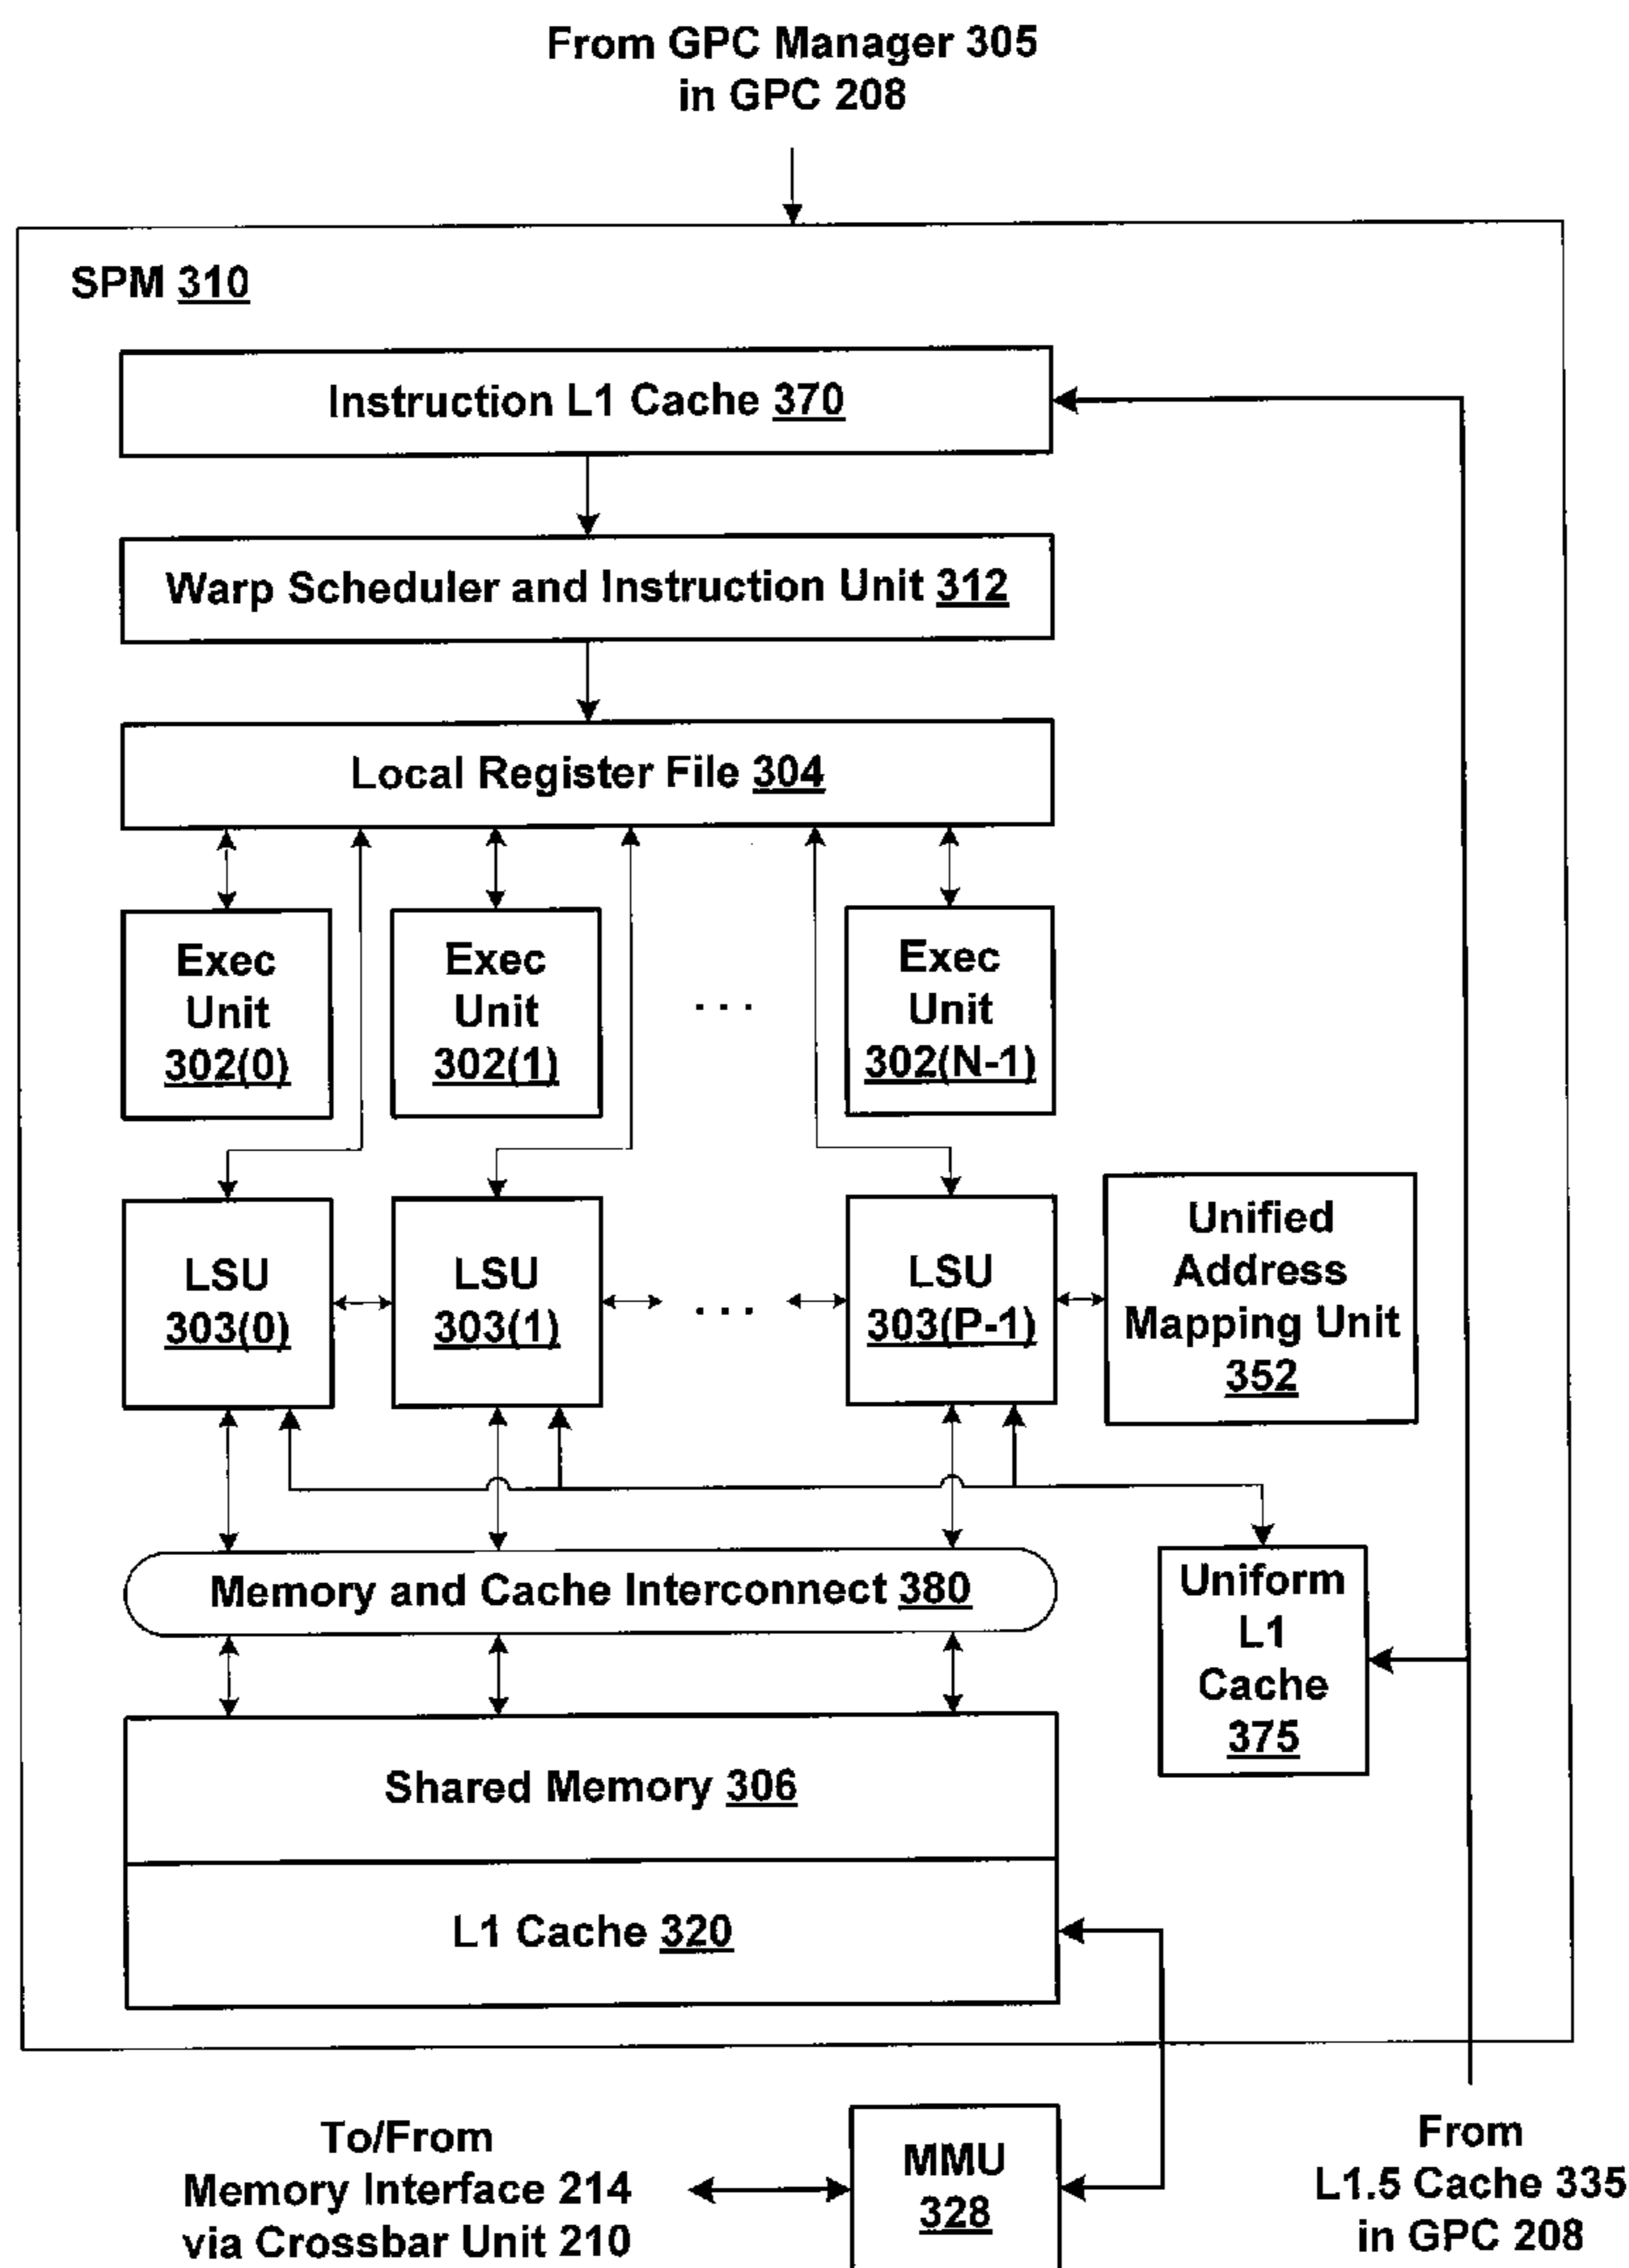 From GPC Manager 305
in GPC 208
SPM 310
Instruction L1 Cache 370
Warp Scheduler and Instruction Unit 312
Local Register File 304
Exec
Unit
302(0)
Exec
Unit
302(1)
. . .
Exec
Unit
302(N-1)
LSU
303(0)
LSU
303(1)
. . .
LSU
303(P-1)
Unified
Address
Mapping Unit
352
Memory and Cache Interconnect 380
Uniform
L1
Cache
375
Shared Memory 306
L1 Cache 320
To/From
Memory Interface 214
via Crossbar Unit 210
MMU
328
From
L1.5 Cache 335
in GPC 208